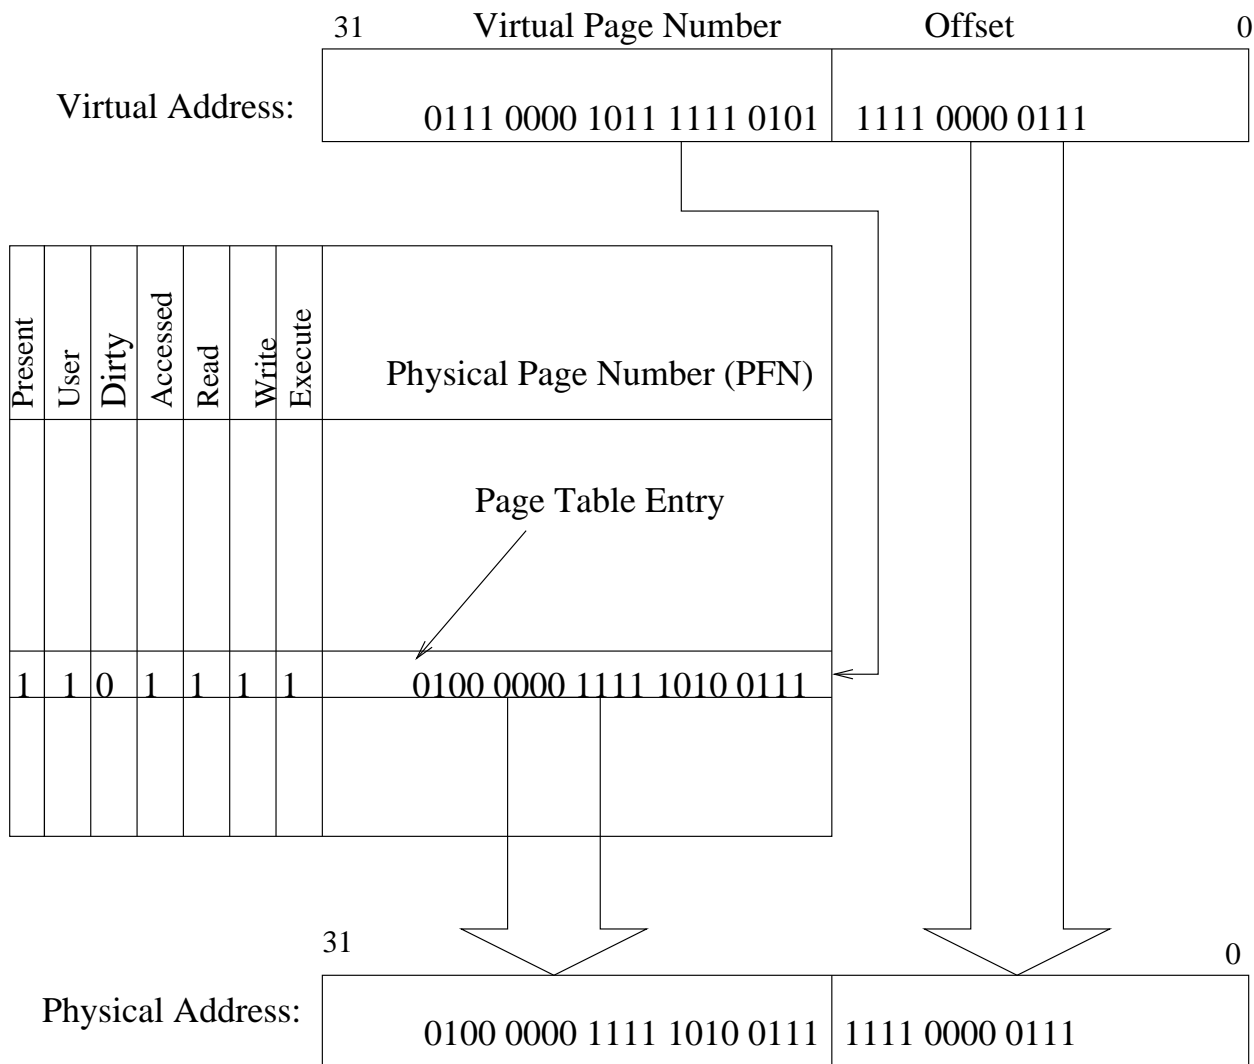 31 Virtual Page Number Offset 0
Virtual Address:
0111 0000 1011 1111 0101 1111 0000 0111
Present
User
Dirty
Accessed
Read
Write
Execute
Physical Page Number (PFN)
Page Table Entry
1 1 0 1 1 1 1 0100 0000 1111 1010 0111
31 0
Physical Address:
0100 0000 1111 1010 0111 1111 0000 0111